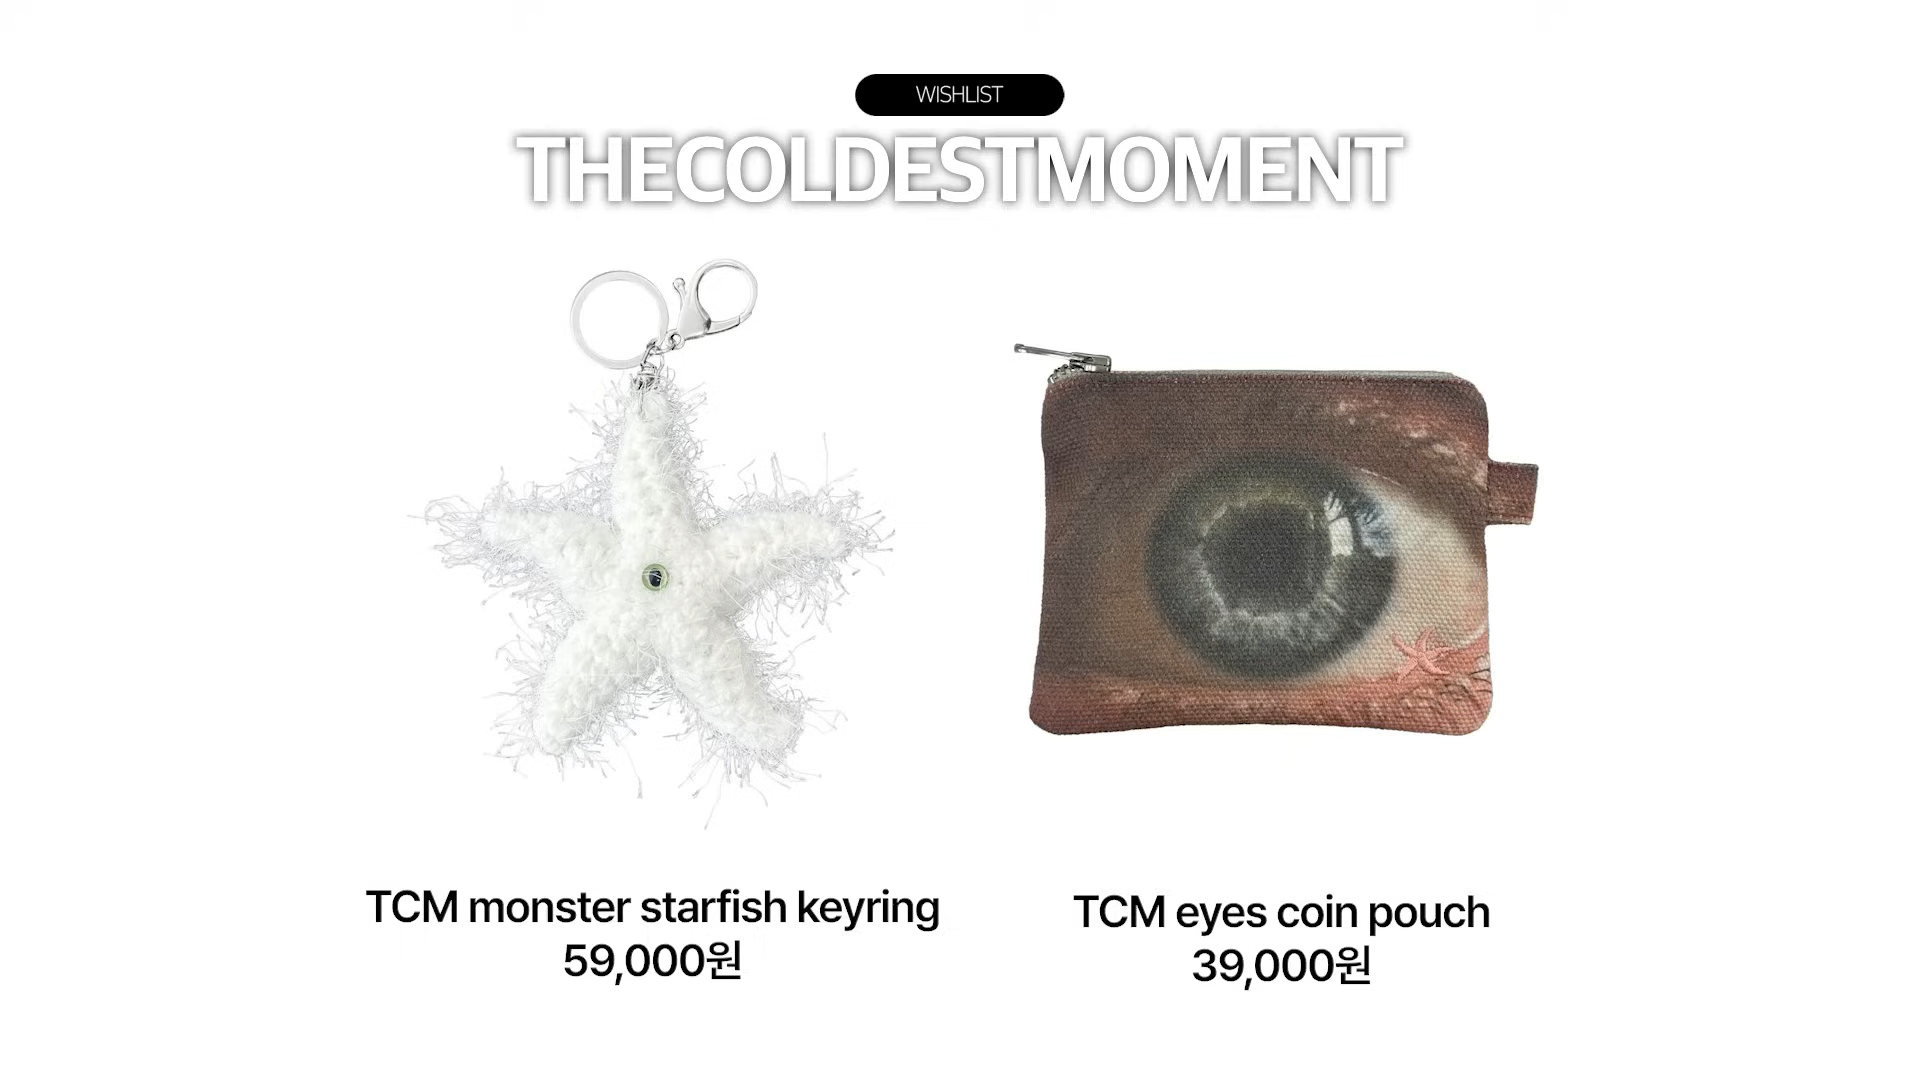 WISHLIST
THECOLDESTMOMENT
TCM monster starfish keyring
59,000원
TCM eyes coin pouch
39,000원